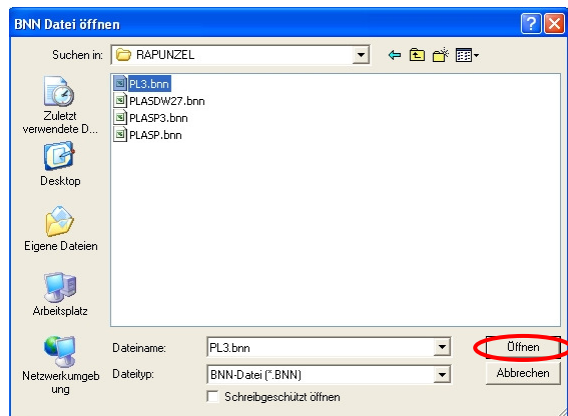 BNN Datei öffnen
Suchen in: RAPUNZEL
PL3.bnn
PLASDW27.bnn
PLASP3.bnn
PLASP.bnn
Zuletzt
verwendete D...
Desktop
Eigene Dateien
Arbeitsplatz
Netzwerkumgeb
ung
Dateiname: PL3.bnn Öffnen
Dateityp: BNN-Datei (*.BNN) Abbrechen
Schreibgeschützt öffnen